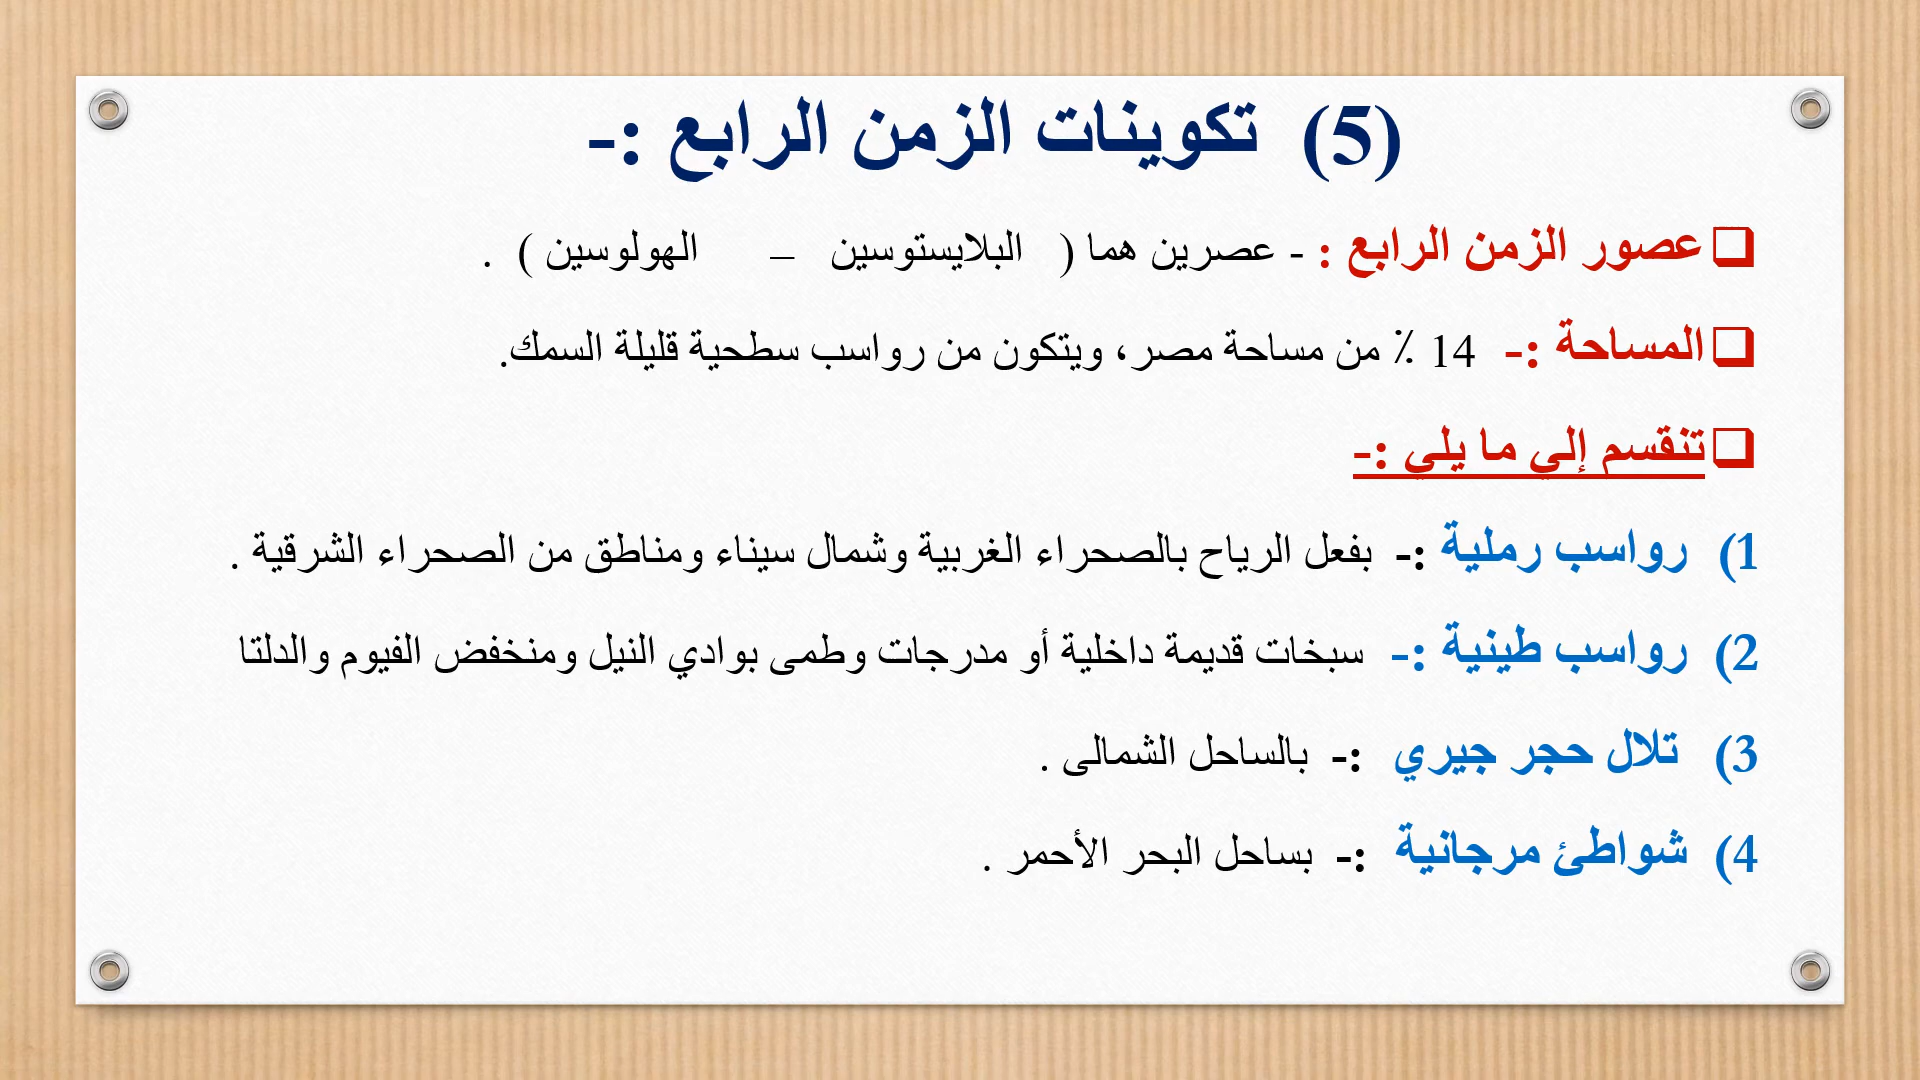 (5) تكوينات الزمن الرابع :-
عصور الزمن الرابع : - عصرين هما ( البلايستوسين – الهولوسين ) .
المساحة :- 14 ٪ من مساحة مصر، ويتكون من رواسب سطحية قليلة السمك.
تنقسم إلي ما يلي :-
1) رواسب رملية :- بفعل الرياح بالصحراء الغربية وشمال سيناء ومناطق من الصحراء الشرقية .
2) رواسب طينية :- سبخات قديمة داخلية أو مدرجات وطمى بوادي النيل ومنخفض الفيوم والدلتا
3) تلال حجر جيري :- بالساحل الشمالى .
4) شواطئ مرجانية :- بساحل البحر الأحمر .